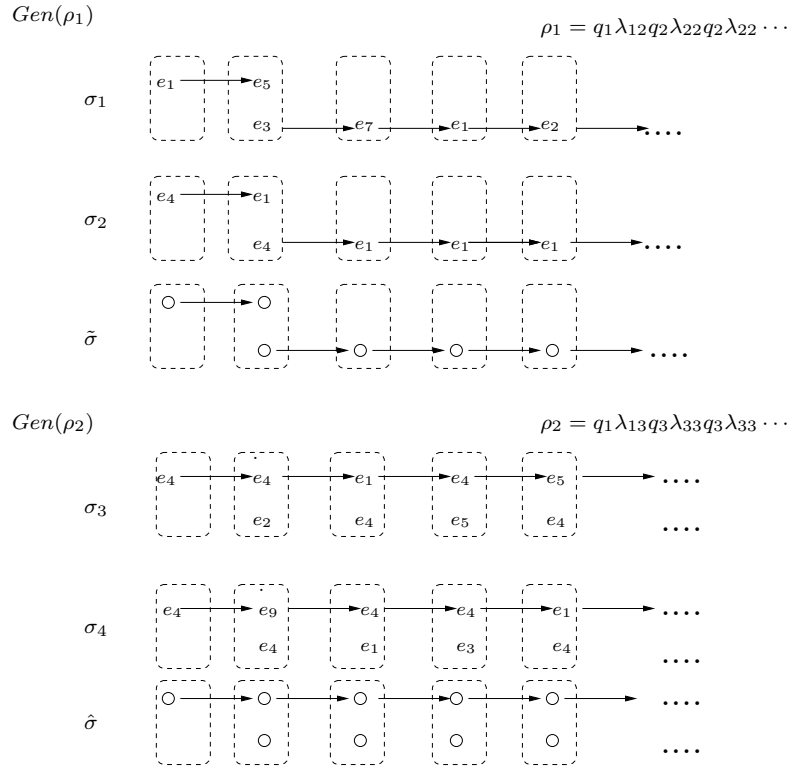 Gen(ρ₁)
ρ₁ = q₁λ₁₂q₂λ₂₂q₂λ₂₂ ⋯
σ₁
e₁ e₅
e₃ e₇ e₁ e₂ ....
σ₂
e₄ e₁
e₄ e₁ e₁ e₁ ....
σ̃
....
Gen(ρ₂)
ρ₂ = q₁λ₁₃q₃λ₃₃q₃λ₃₃ ⋯
σ₃
e₄ e₄ e₁ e₄ e₅ ....
e₂ e₄ e₅ e₄ ....
σ₄
e₄ e₉ e₄ e₄ e₁ ....
e₄ e₁ e₃ e₄ ....
σ̂
....
....